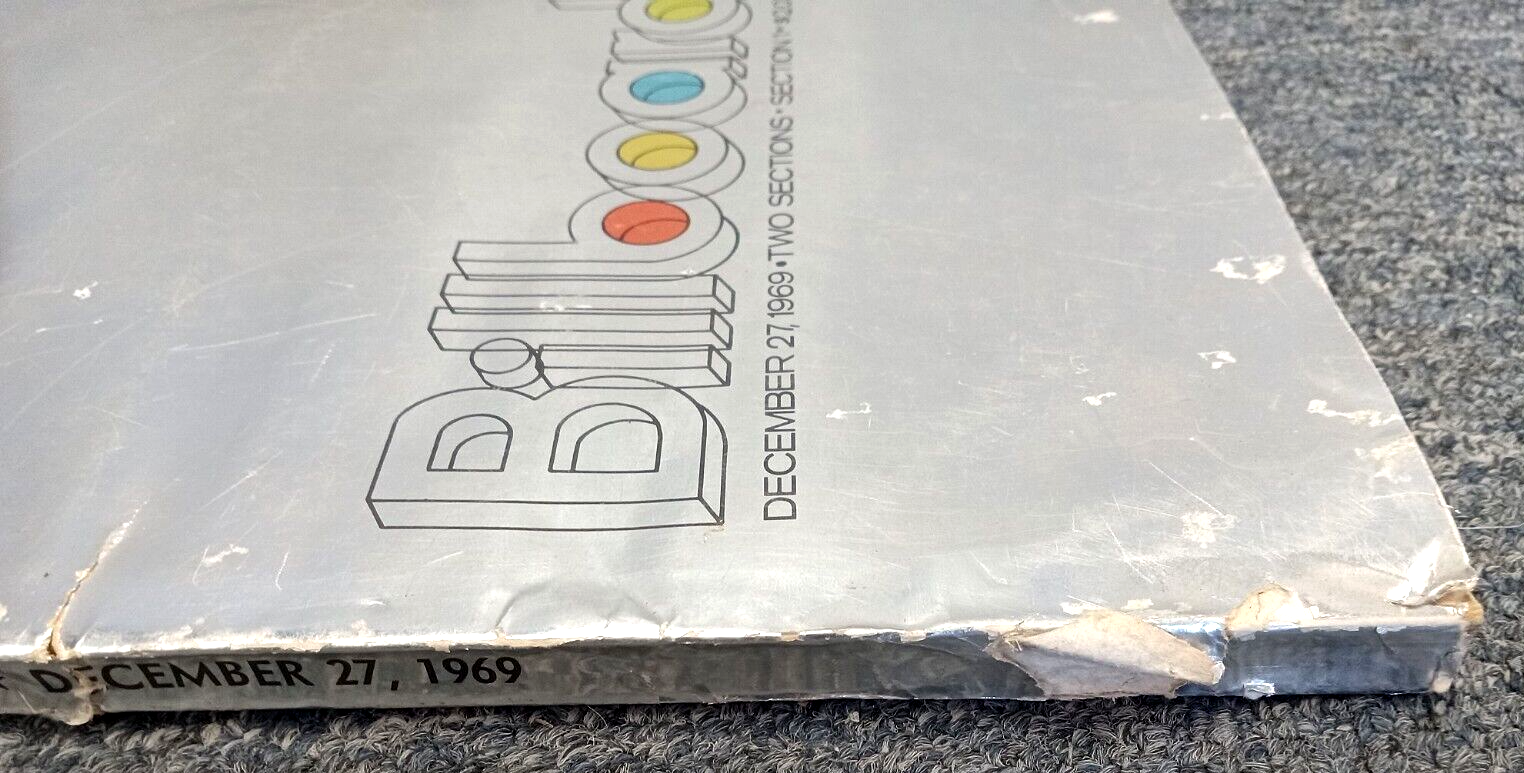 Billboard
DECEMBER 27, 1969 • TWO SECTIONS • SECTION
DECEMBER 27, 1969